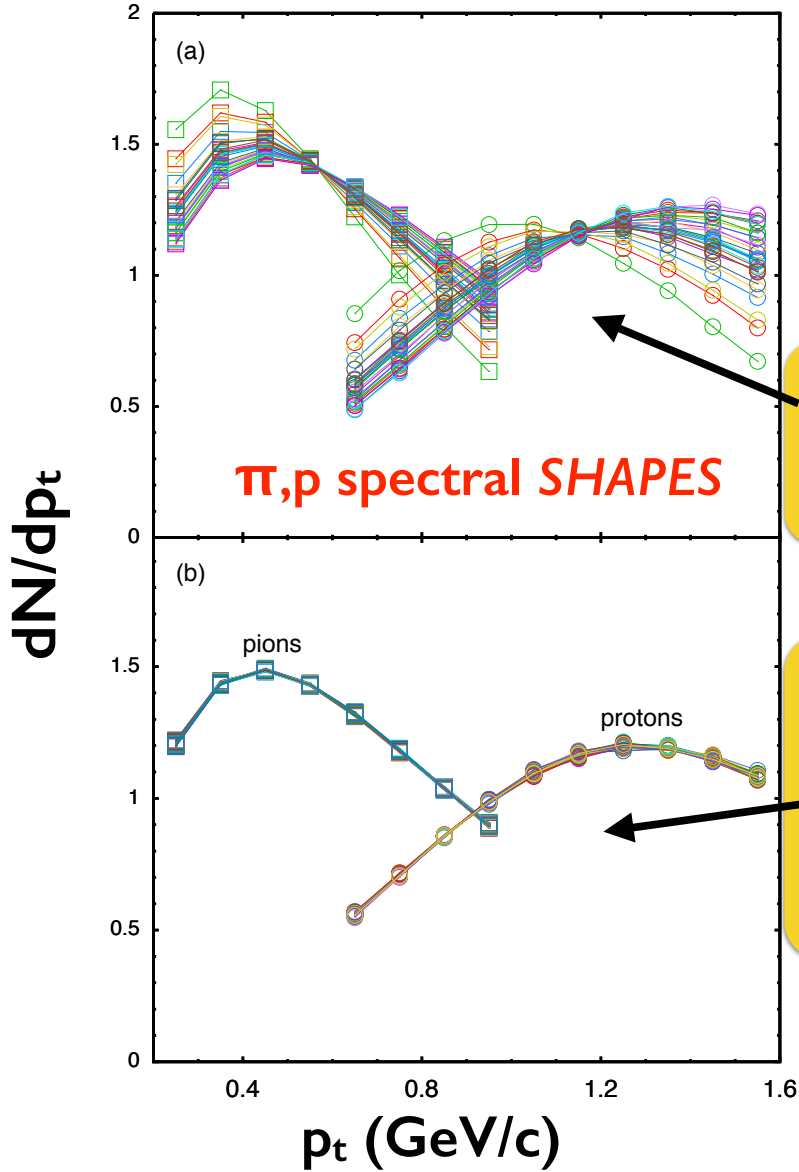 (a)
2
1.5
1
0.5
0
π,p spectral SHAPES
dN/dpt
(b)
pions
protons
1.5
1
0.5
0
0.4 0.8 1.2 1.6
pt (GeV/c)